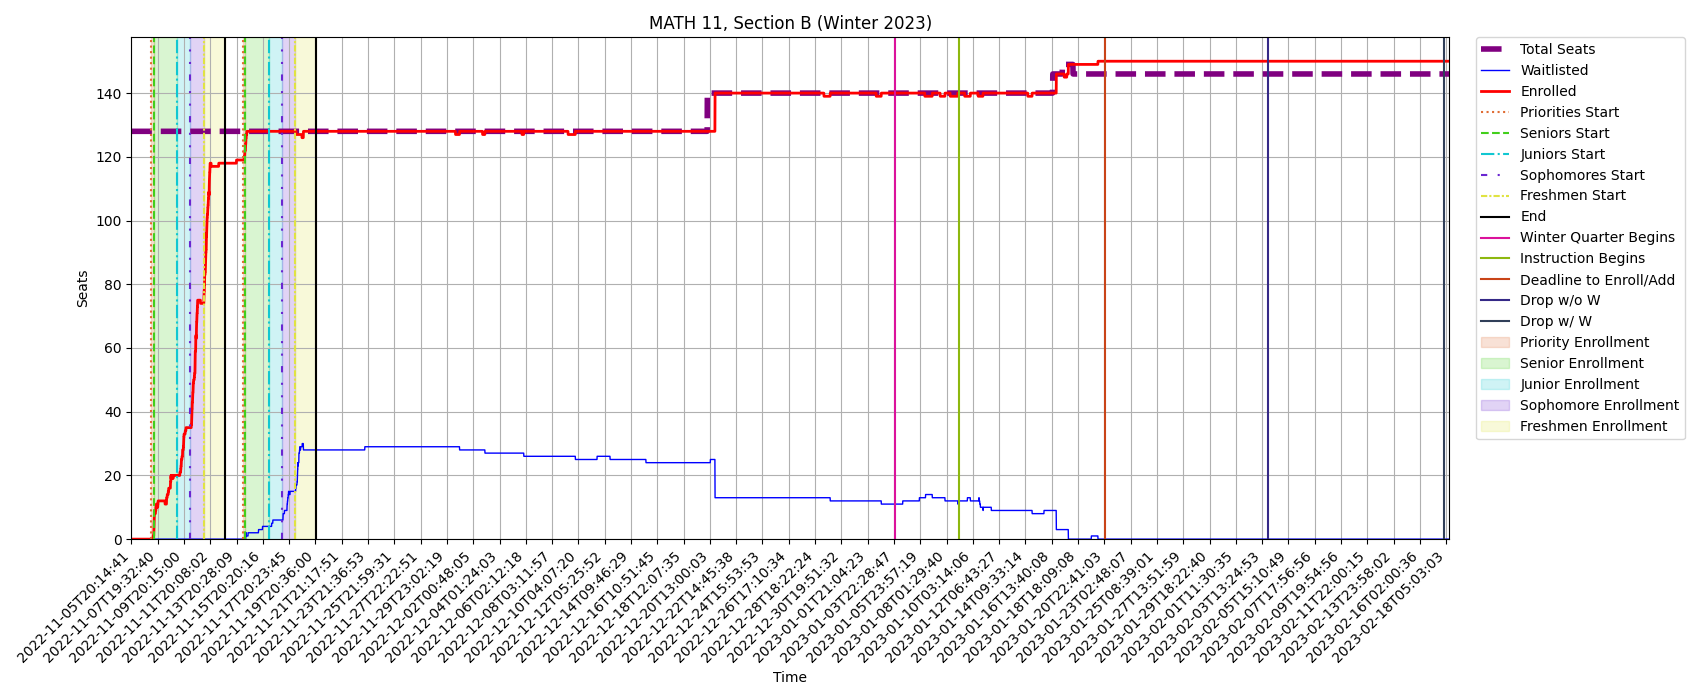 MATH 11, Section B (Winter 2023)
Seats
140
120
100
80
60
40
20
0
2022-11-05T20:14:41
2022-11-07T19:32:40
2022-11-09T20:15:00
2022-11-11T20:08:02
2022-11-13T20:28:09
2022-11-15T20:20:16
2022-11-17T20:23:45
2022-11-19T20:36:00
2022-11-21T21:17:51
2022-11-23T21:36:53
2022-11-25T21:59:31
2022-11-27T22:22:51
2022-11-29T23:02:19
2022-12-02T00:48:05
2022-12-04T01:24:03
2022-12-06T02:12:18
2022-12-08T03:11:57
2022-12-10T04:07:20
2022-12-12T05:25:52
2022-12-14T09:46:29
2022-12-16T10:51:45
2022-12-18T12:07:35
2022-12-20T13:00:03
2022-12-22T14:45:38
2022-12-24T15:53:53
2022-12-26T17:10:34
2022-12-28T18:22:24
2022-12-30T19:51:32
2023-01-01T21:04:23
2023-01-03T22:28:47
2023-01-05T23:57:19
2023-01-08T01:29:40
2023-01-10T03:14:06
2023-01-12T06:43:27
2023-01-14T09:33:14
2023-01-16T13:40:08
2023-01-18T18:09:08
2023-01-20T22:41:03
2023-01-23T02:48:07
2023-01-25T08:39:01
2023-01-27T13:51:59
2023-01-29T18:22:40
2023-02-01T11:30:35
2023-02-03T13:24:53
2023-02-05T15:10:49
2023-02-07T17:56:56
2023-02-09T19:54:56
2023-02-11T22:00:15
2023-02-13T23:58:02
2023-02-16T02:00:36
2023-02-18T05:03:03
Time
Total Seats
Waitlisted
Enrolled
Priorities Start
Seniors Start
Juniors Start
Sophomores Start
Freshmen Start
End
Winter Quarter Begins
Instruction Begins
Deadline to Enroll/Add
Drop w/o W
Drop w/ W
Priority Enrollment
Senior Enrollment
Junior Enrollment
Sophomore Enrollment
Freshmen Enrollment